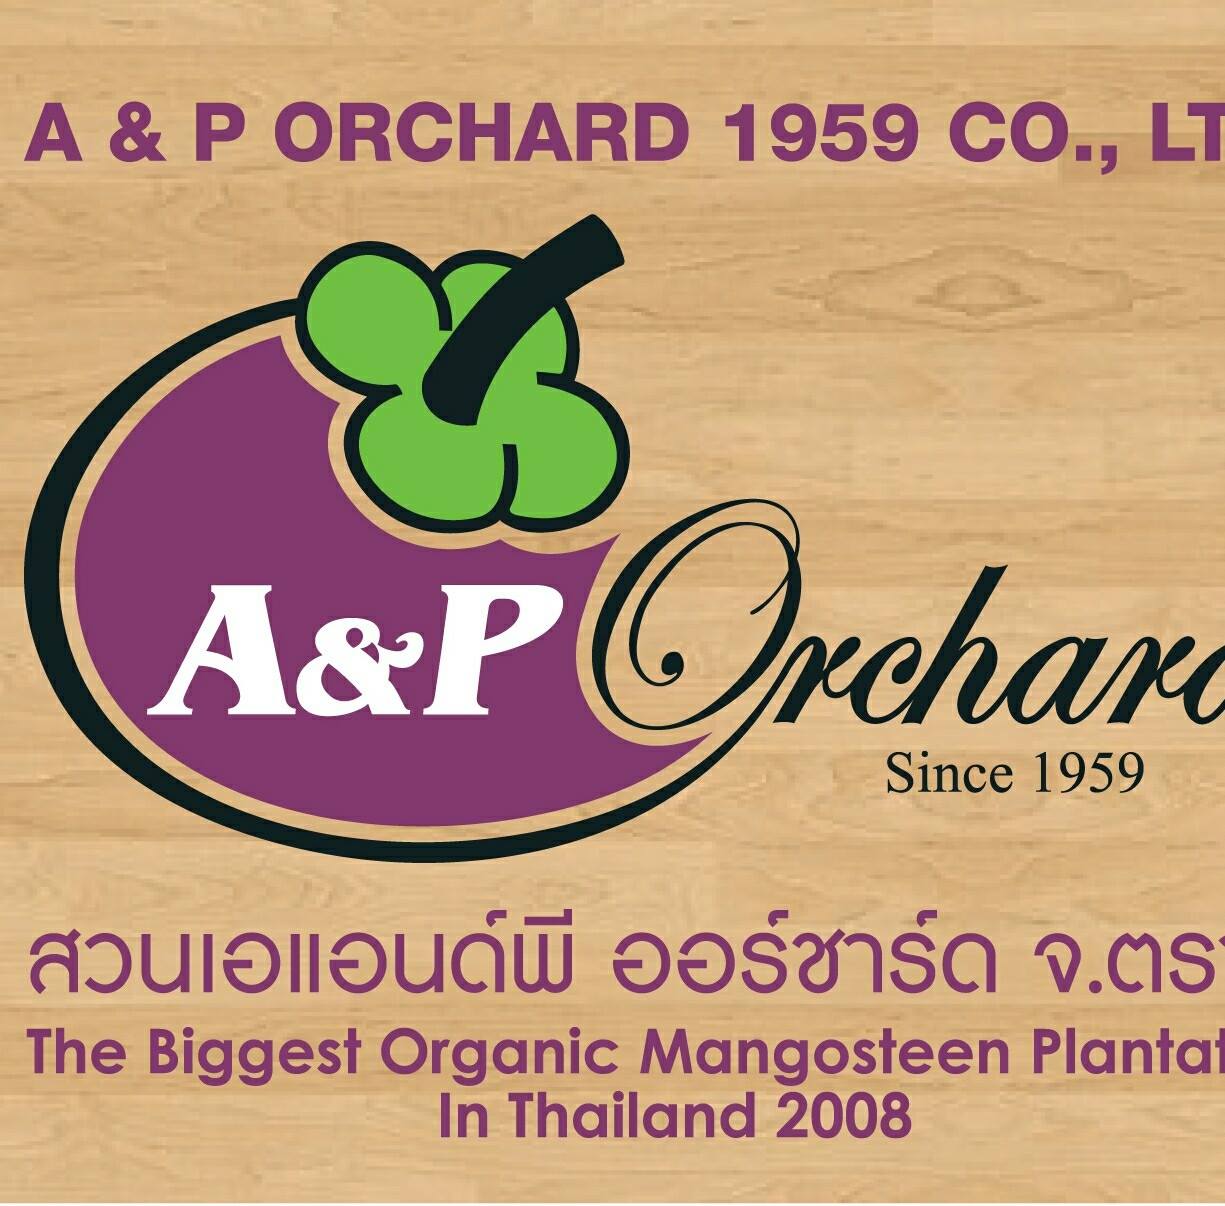 A & P ORCHARD 1959 CO., LT
A&P Orchard
Since 1959
สวนเอแอนด์พี ออร์ชาร์ด จ.ตรา
The Biggest Organic Mangosteen Plantat
In Thailand 2008